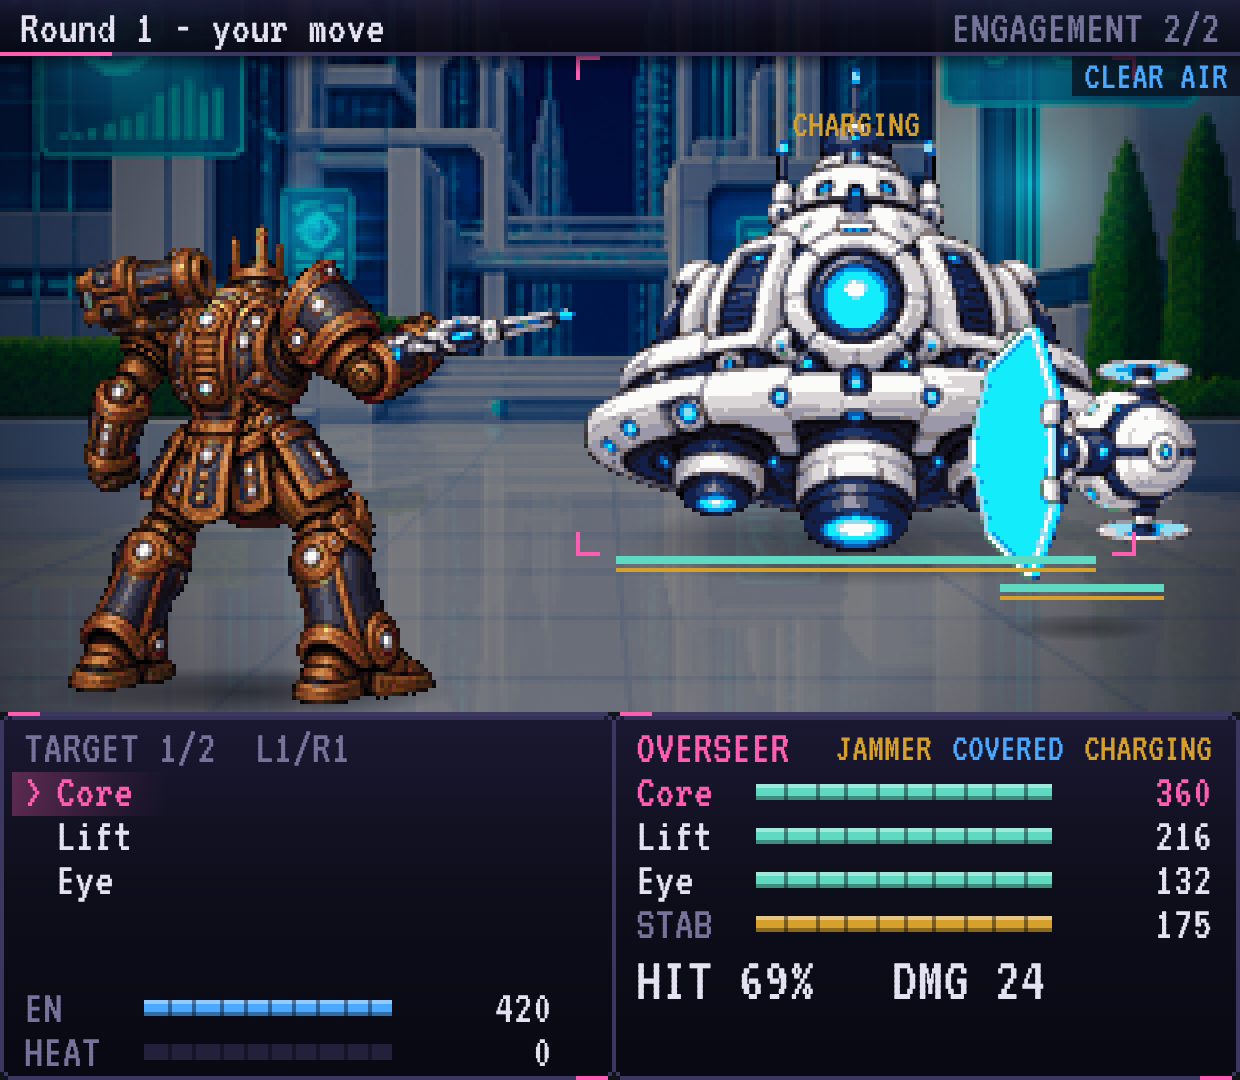 Round 1 - your move
ENGAGEMENT 2/2
CLEAR AIR
CHARGING
TARGET 1/2 L1/R1
> Core
Lift
Eye
EN 420
HEAT 0
OVERSEER JAMMER COVERED CHARGING
Core 360
Lift 216
Eye 132
STAB 175
HIT 69% DMG 24